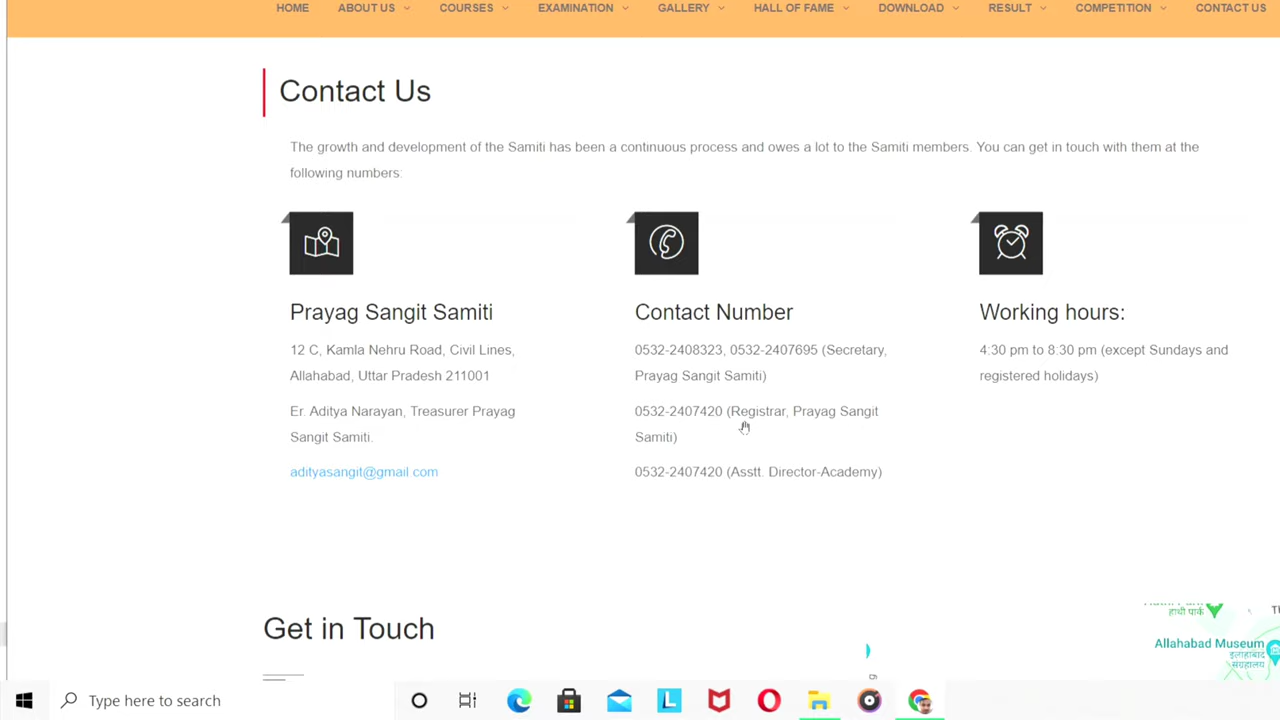 HOME ABOUT US COURSES EXAMINATION GALLERY HALL OF FAME DOWNLOAD RESULT COMPETITION CONTACT US
Contact Us
The growth and development of the Samiti has been a continuous process and owes a lot to the Samiti members. You can get in touch with them at the
following numbers:
Prayag Sangit Samiti
12 C, Kamla Nehru Road, Civil Lines,
Allahabad, Uttar Pradesh 211001
Er. Aditya Narayan, Treasurer Prayag
Sangit Samiti.
adityasangit@gmail.com
Contact Number
0532-2408323, 0532-2407695 (Secretary,
Prayag Sangit Samiti)
0532-2407420 (Registrar, Prayag Sangit
Samiti)
0532-2407420 (Asstt. Director-Academy)
Working hours:
4:30 pm to 8:30 pm (except Sundays and
registered holidays)
Get in Touch
हाथी पार्क
Allahabad Museum
इलाहाबाद
संग्रहालय
Type here to search